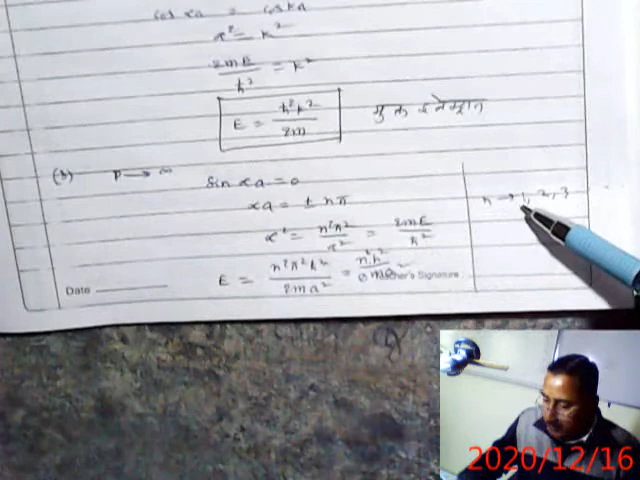 cos αa = cos ka
α² = k²
2mE/ħ² = k²
E = ħ²k²/2m मुक्त इलेक्ट्रॉन
(b) P → ∞ sin αa = 0
αa = ± nπ
n → 1, 2, 3
α² = n²π²/a² = 2mE/ħ²
E = n²π²ħ²/2ma² = n²h²/8ma²
Date
Teacher's Signature
2020/12/16